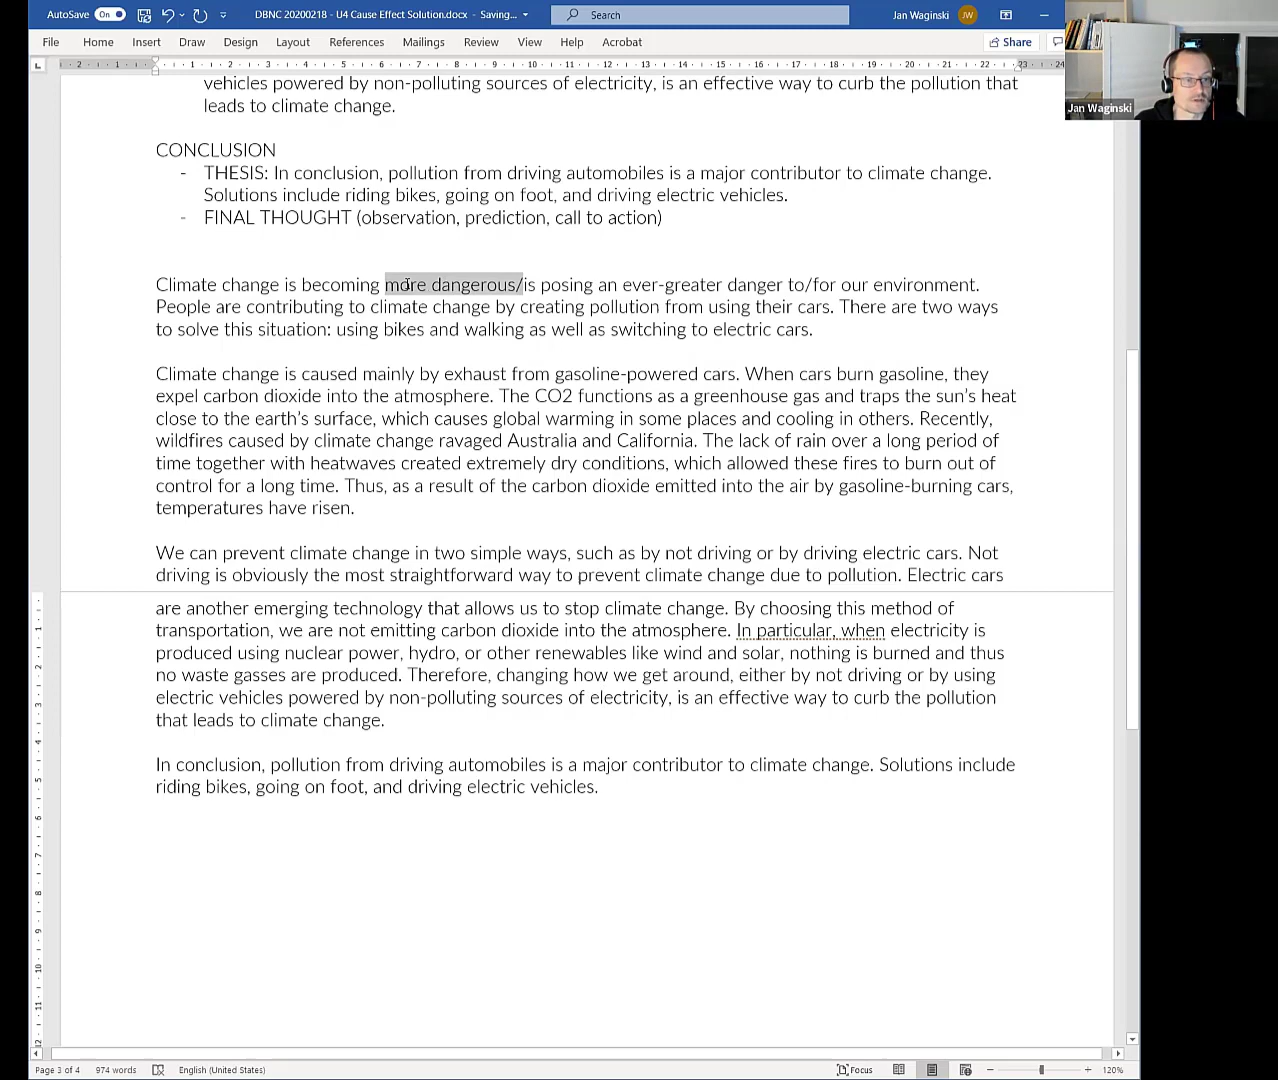 AutoSave On DBNC 20200218 - U4 Cause Effect Solution.docx - Saving... Search Jan Waginski JW
File Home Insert Draw Design Layout References Mailings Review View Help Acrobat Share
Jan Waginski
vehicles powered by non-polluting sources of electricity, is an effective way to curb the pollution that
leads to climate change.
CONCLUSION
- THESIS: In conclusion, pollution from driving automobiles is a major contributor to climate change.
Solutions include riding bikes, going on foot, and driving electric vehicles.
- FINAL THOUGHT (observation, prediction, call to action)
Climate change is becoming more dangerous/is posing an ever-greater danger to/for our environment.
People are contributing to climate change by creating pollution from using their cars. There are two ways
to solve this situation: using bikes and walking as well as switching to electric cars.
Climate change is caused mainly by exhaust from gasoline-powered cars. When cars burn gasoline, they
expel carbon dioxide into the atmosphere. The CO2 functions as a greenhouse gas and traps the sun's heat
close to the earth's surface, which causes global warming in some places and cooling in others. Recently,
wildfires caused by climate change ravaged Australia and California. The lack of rain over a long period of
time together with heatwaves created extremely dry conditions, which allowed these fires to burn out of
control for a long time. Thus, as a result of the carbon dioxide emitted into the air by gasoline-burning cars,
temperatures have risen.
We can prevent climate change in two simple ways, such as by not driving or by driving electric cars. Not
driving is obviously the most straightforward way to prevent climate change due to pollution. Electric cars
are another emerging technology that allows us to stop climate change. By choosing this method of
transportation, we are not emitting carbon dioxide into the atmosphere. In particular, when electricity is
produced using nuclear power, hydro, or other renewables like wind and solar, nothing is burned and thus
no waste gasses are produced. Therefore, changing how we get around, either by not driving or by using
electric vehicles powered by non-polluting sources of electricity, is an effective way to curb the pollution
that leads to climate change.
In conclusion, pollution from driving automobiles is a major contributor to climate change. Solutions include
riding bikes, going on foot, and driving electric vehicles.
Page 3 of 4 974 words English (United States) Focus 120%